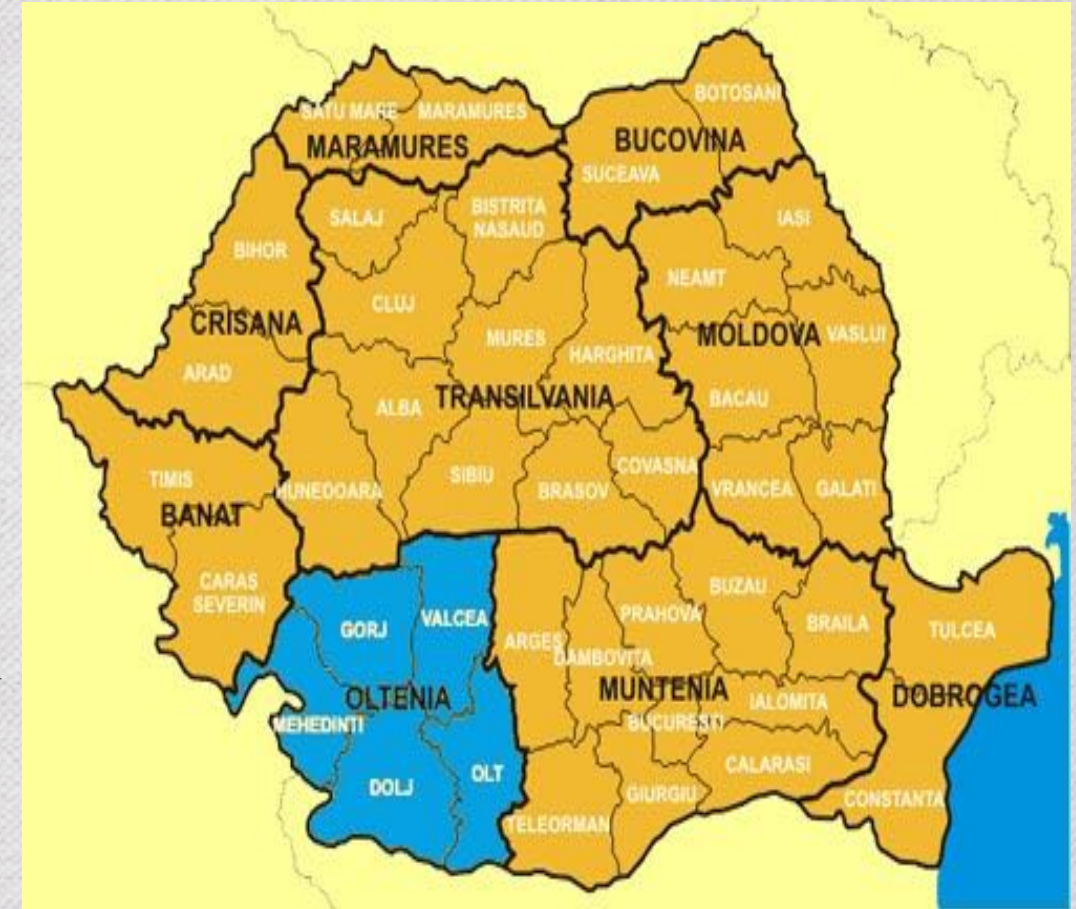 BOTOSANI
SATU MARE
MARAMURES
MARAMURES
BUCOVINA
SUCEAVA
SALAJ
BISTRITA
NASAUD
IASI
BIHOR
NEAMT
CLUJ
CRISANA
MURES
MOLDOVA
VASLUI
HARGHITA
ARAD
ALBA
TRANSILVANIA
BACAU
TIMIS
HUNEDOARA
SIBIU
BRASOV
COVASNA
VRANCEA
GALATI
BANAT
CARAS
SEVERIN
GORJ
VALCEA
ARGES
DAMBOVITA
PRAHOVA
BUZAU
BRAILA
TULCEA
OLTENIA
MUNTENIA
IALOMITA
DOBROGEA
MEHEDINTI
BUCURESTI
DOLJ
OLT
CALARASI
GIURGIU
CONSTANTA
TELEORMAN